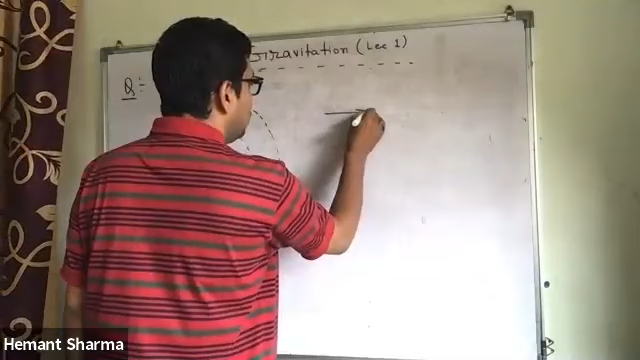 Gravitation (Lec 1)
Q :-
Hemant Sharma